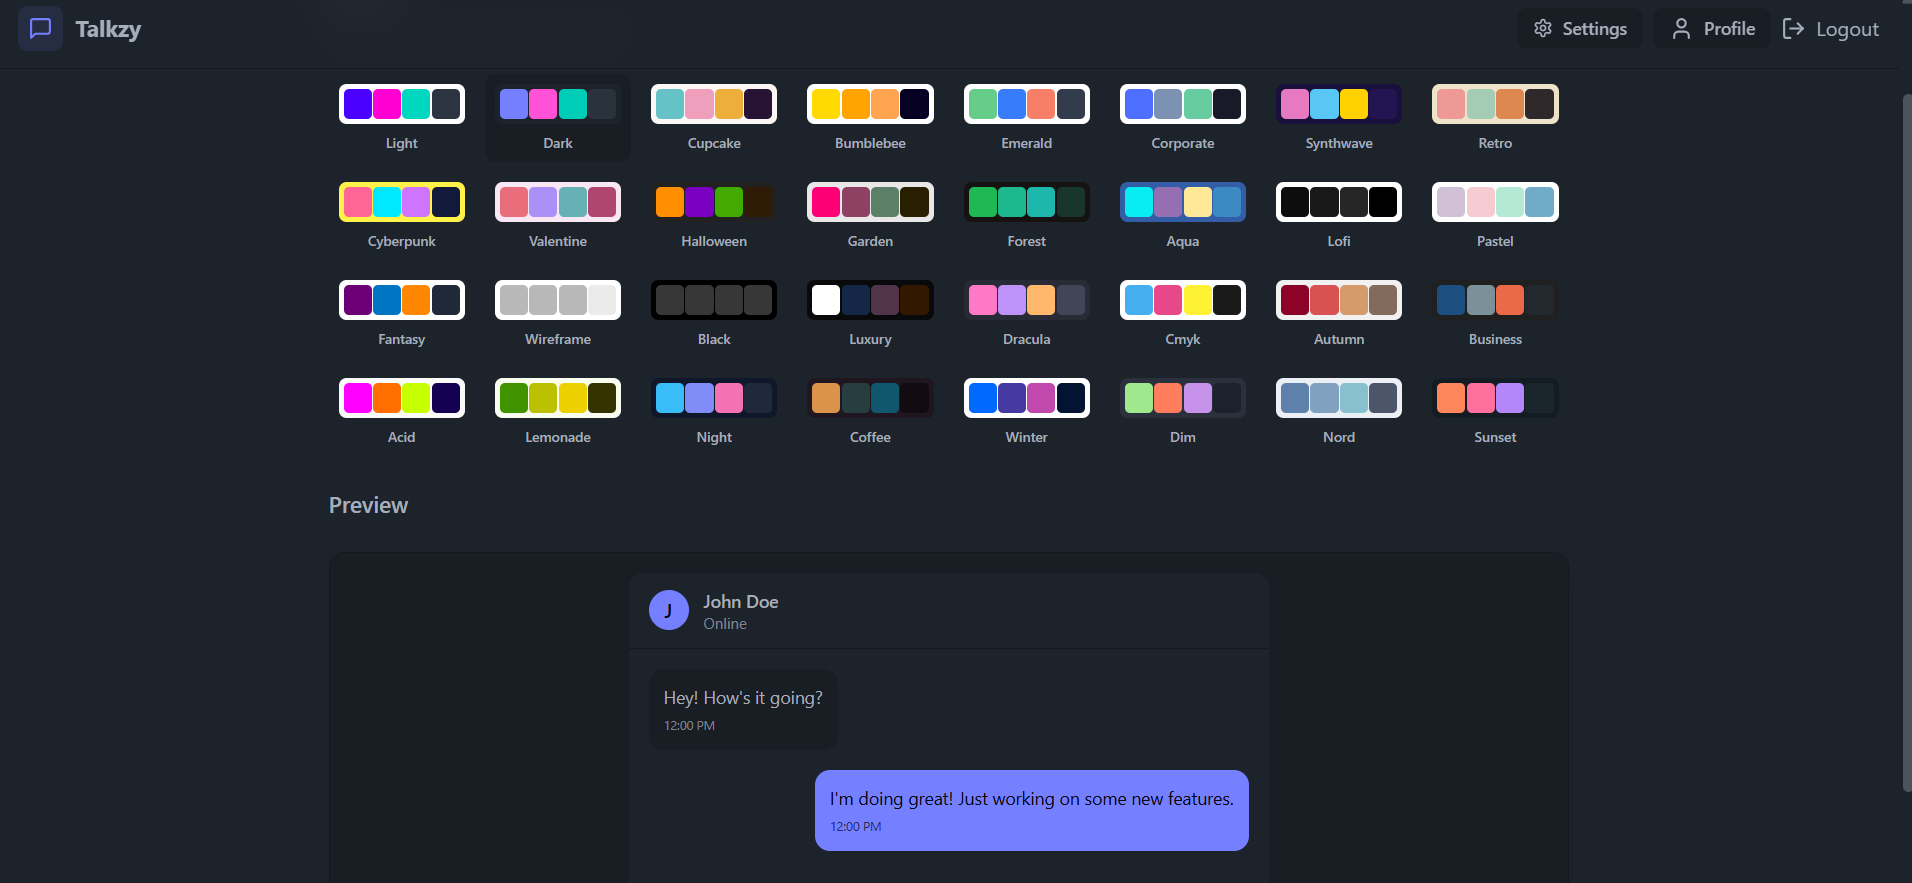 Talkzy
Settings
Profile
Logout
Light
Dark
Cupcake
Bumblebee
Emerald
Corporate
Synthwave
Retro
Cyberpunk
Valentine
Halloween
Garden
Forest
Aqua
Lofi
Pastel
Fantasy
Wireframe
Black
Luxury
Dracula
Cmyk
Autumn
Business
Acid
Lemonade
Night
Coffee
Winter
Dim
Nord
Sunset
Preview
J
John Doe
Online
Hey! How's it going?
12:00 PM
I'm doing great! Just working on some new features.
12:00 PM